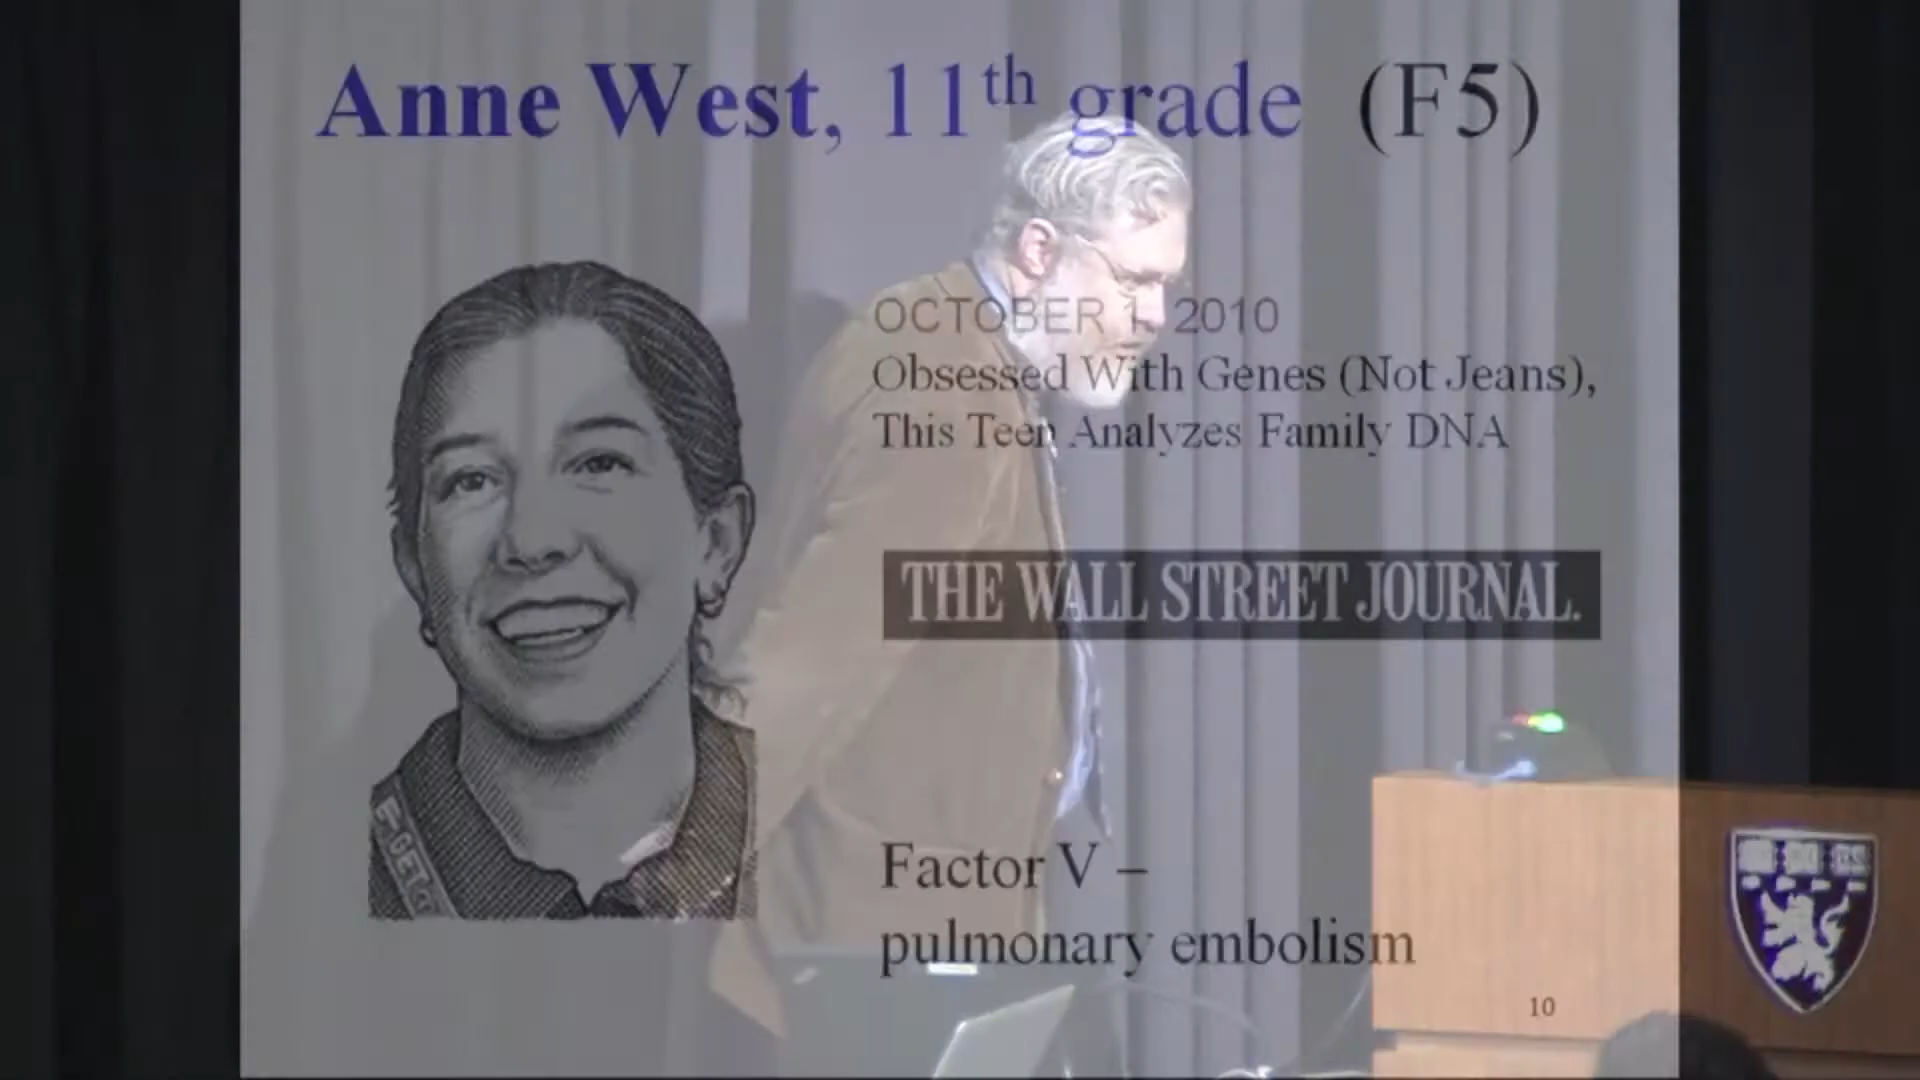 Anne West, 11th grade (F5)
OCTOBER 1, 2010
Obsessed With Genes (Not Jeans),
This Teen Analyzes Family DNA
THE WALL STREET JOURNAL.
Factor V –
pulmonary embolism
10